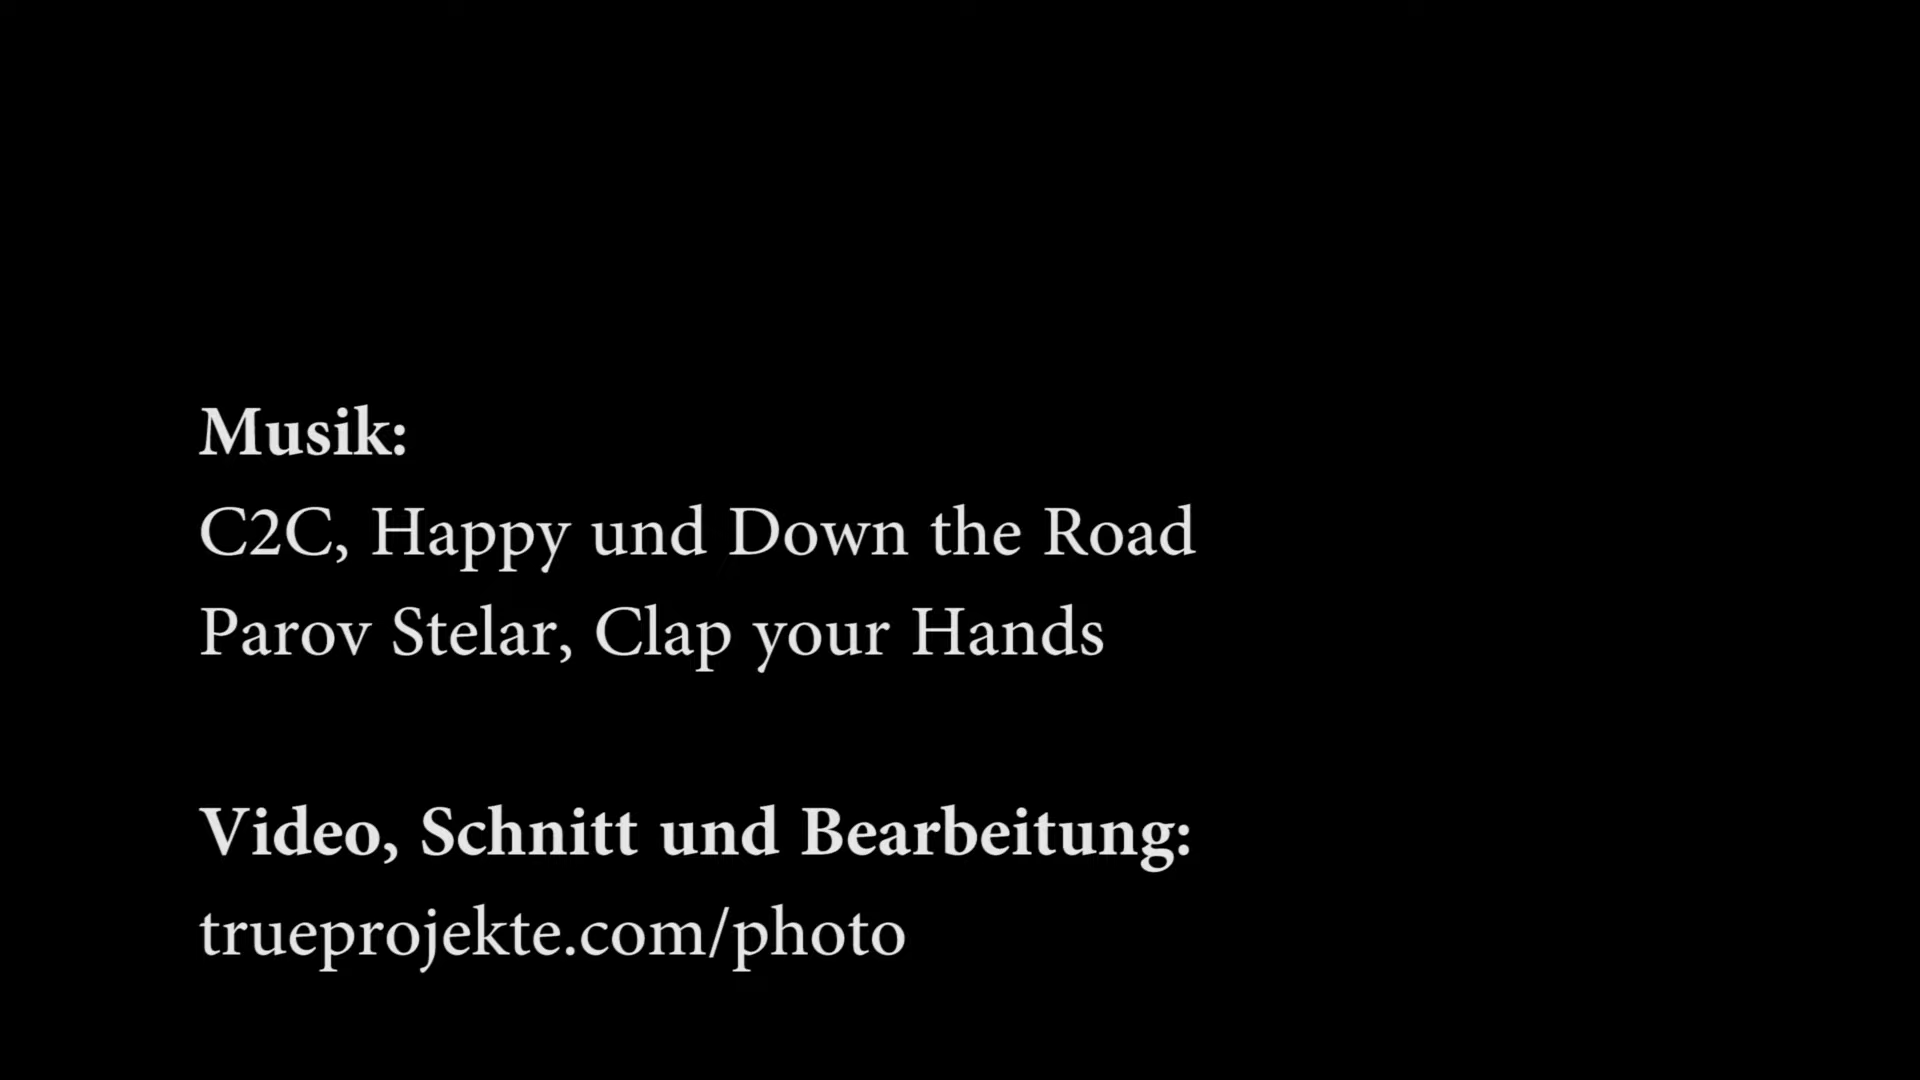 Musik:
C2C, Happy und Down the Road
Parov Stelar, Clap your Hands
Video, Schnitt und Bearbeitung:
trueprojekte.com/photo